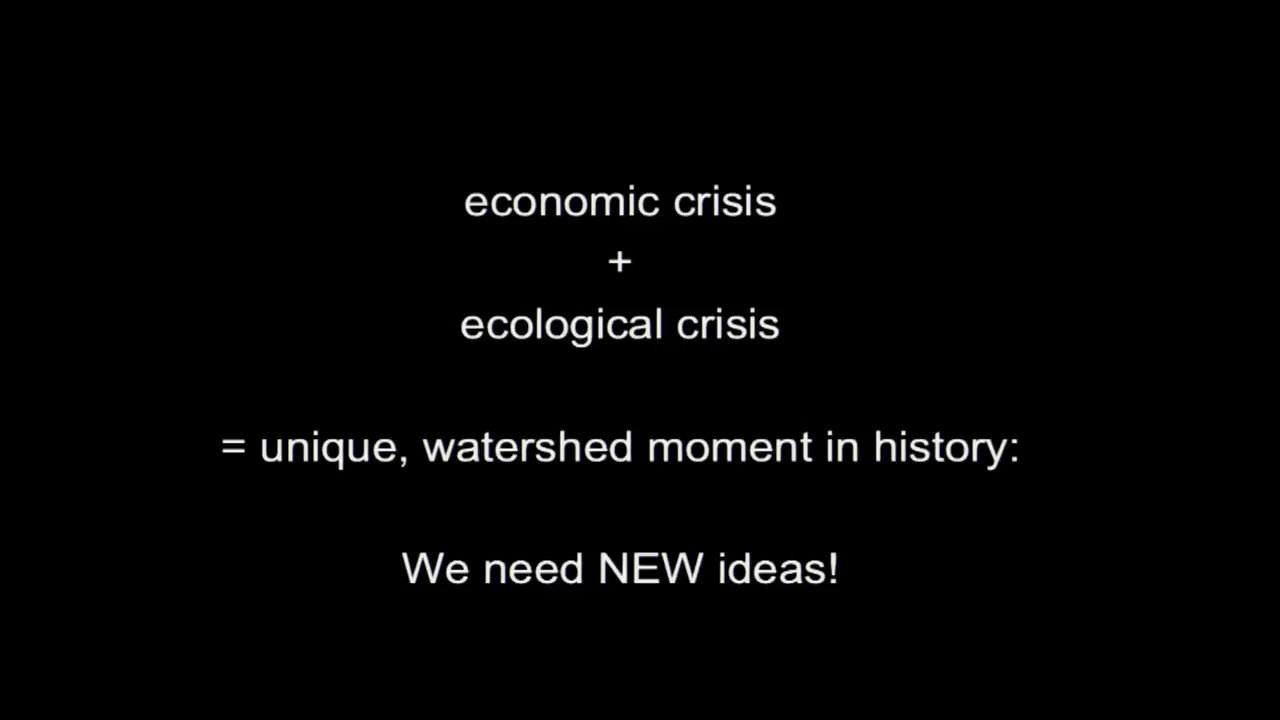 economic crisis
+
ecological crisis
= unique, watershed moment in history:
We need NEW ideas!